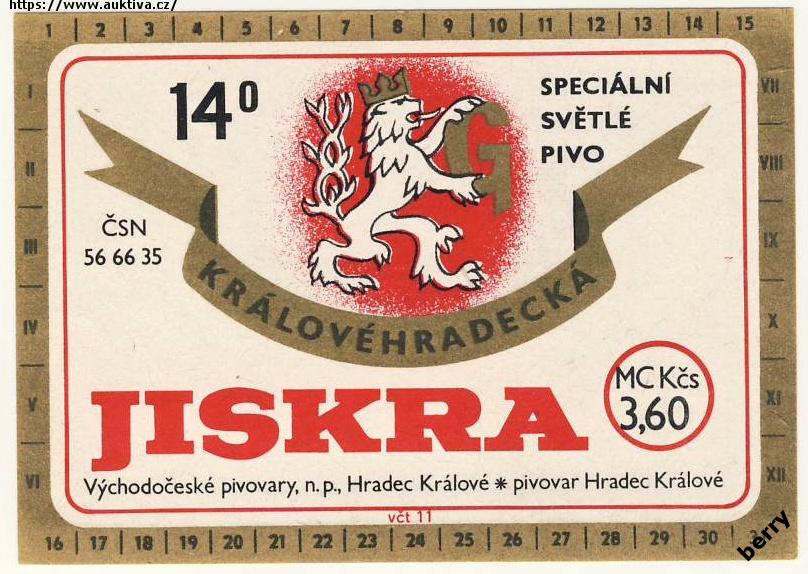 https://www.auktiva.cz/
1 | 2 | 3 | 4 | 5 | 6 | 7 | 8 | 9 | 10 | 11 | 12 | 13 | 14 | 15
I
II
III
IV
V
VI
14⁰
G
SPECIÁLNÍ
SVĚTLÉ
PIVO
ČSN
56 66 35
KRÁLOVÉHRADECKÁ
JISKRA
MC Kčs
3,60
Východočeské pivovary, n. p., Hradec Králové * pivovar Hradec Králové
včt 11
VII
VIII
IX
X
XI
XII
16 | 17 | 18 | 19 | 20 | 21 | 22 | 23 | 24 | 25 | 26 | 27 | 28 | 29 | 30 |
berry